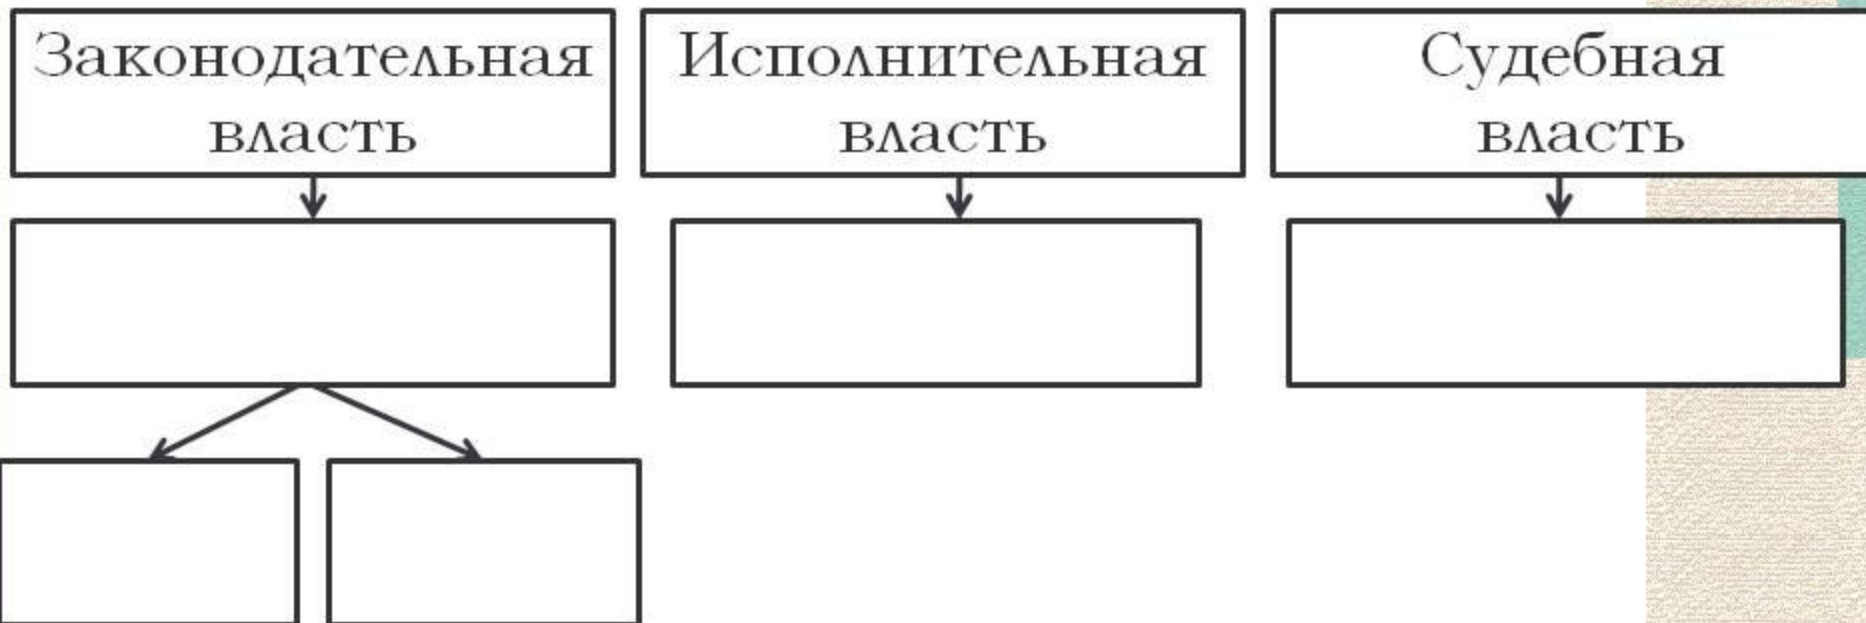 Законодательная
власть
Исполнительная
власть
Судебная
власть